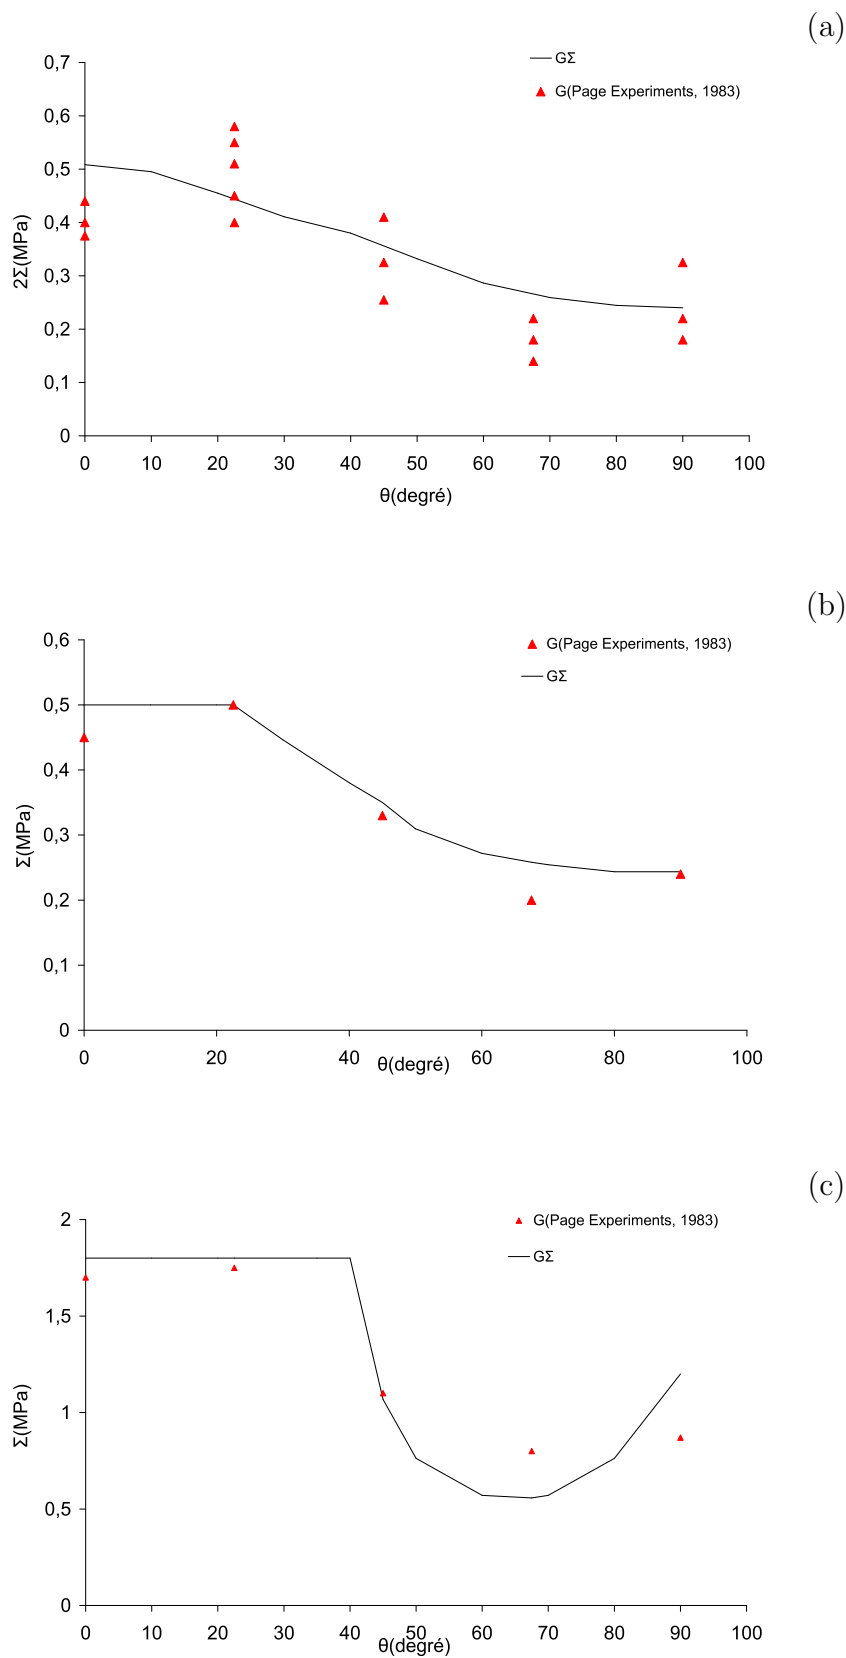 (a)
GΣ
G(Page Experiments, 1983)
0,7
0,6
0,5
0,4
0,3
0,2
0,1
0
2Σ(MPa)
0 10 20 30 40 50 60 70 80 90 100
θ(degré)
(b)
G(Page Experiments, 1983)
GΣ
0,6
0,5
0,4
0,3
0,2
0,1
0
Σ(MPa)
0 20 40 60 80 100
θ(degré)
(c)
G(Page Experiments, 1983)
GΣ
2
1,5
1
0,5
0
Σ(MPa)
0 10 20 30 40 50 60 70 80 90 100
θ(degré)